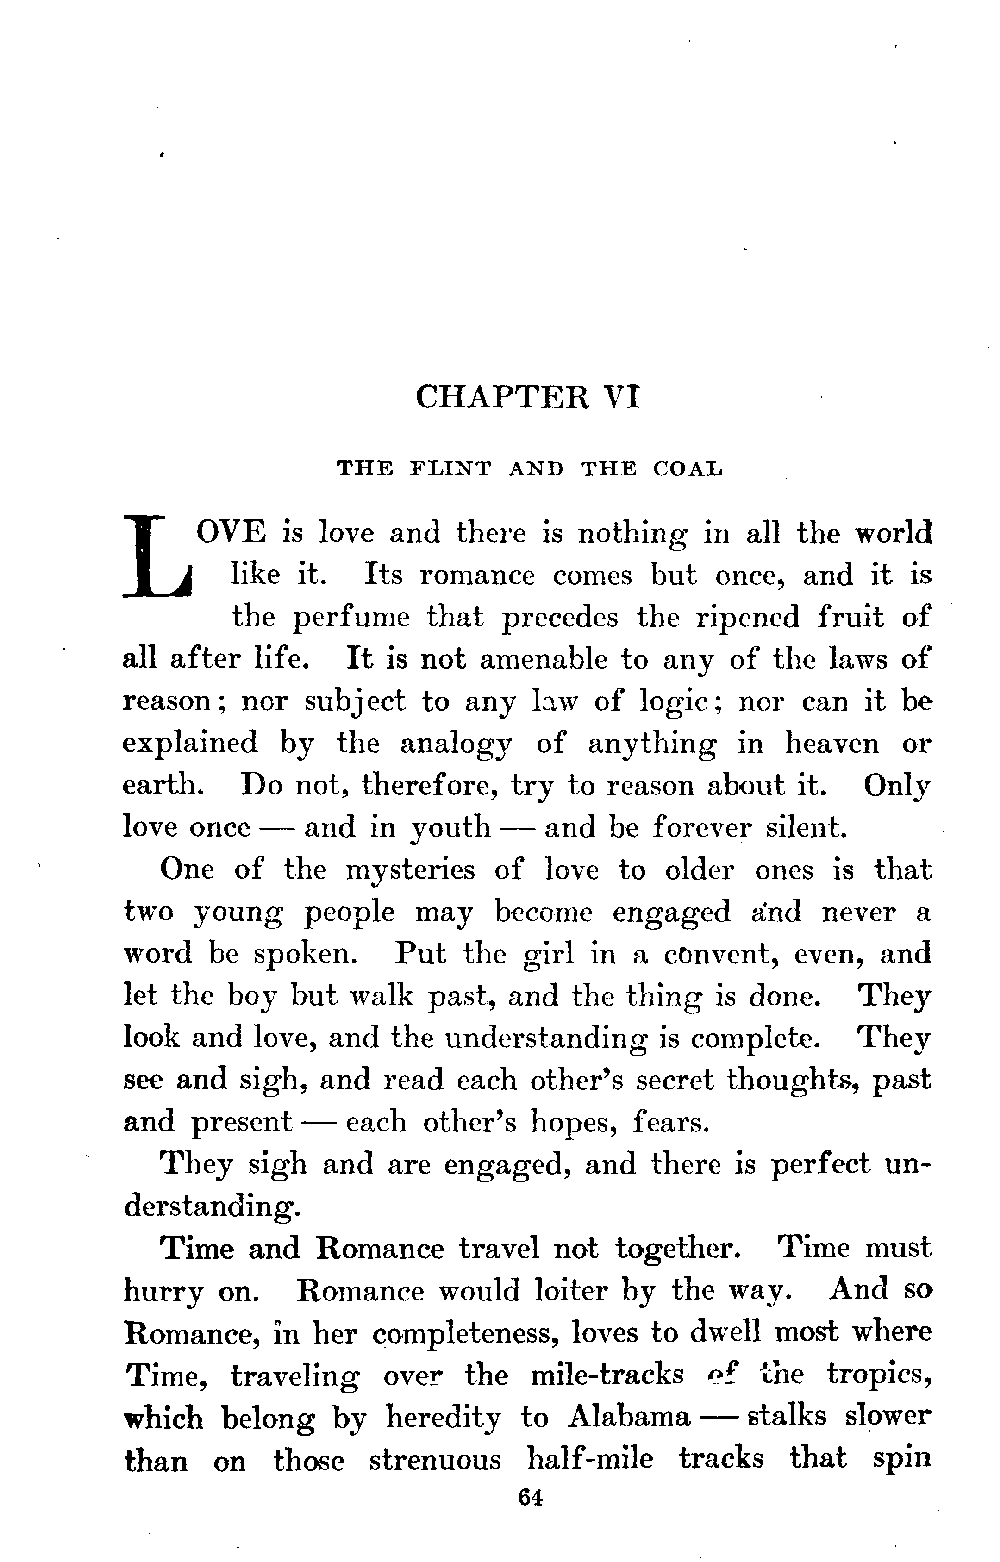 CHAPTER VI
THE FLINT AND THE COAL
LOVE is love and there is nothing in all the world
like it. Its romance comes but once, and it is
the perfume that precedes the ripened fruit of
all after life. It is not amenable to any of the laws of
reason; nor subject to any law of logic; nor can it be
explained by the analogy of anything in heaven or
earth. Do not, therefore, try to reason about it. Only
love once — and in youth — and be forever silent.
One of the mysteries of love to older ones is that
two young people may become engaged and never a
word be spoken. Put the girl in a convent, even, and
let the boy but walk past, and the thing is done. They
look and love, and the understanding is complete. They
see and sigh, and read each other's secret thoughts, past
and present — each other's hopes, fears.
They sigh and are engaged, and there is perfect un-
derstanding.
Time and Romance travel not together. Time must
hurry on. Romance would loiter by the way. And so
Romance, in her completeness, loves to dwell most where
Time, traveling over the mile-tracks of the tropics,
which belong by heredity to Alabama — stalks slower
than on those strenuous half-mile tracks that spin
64